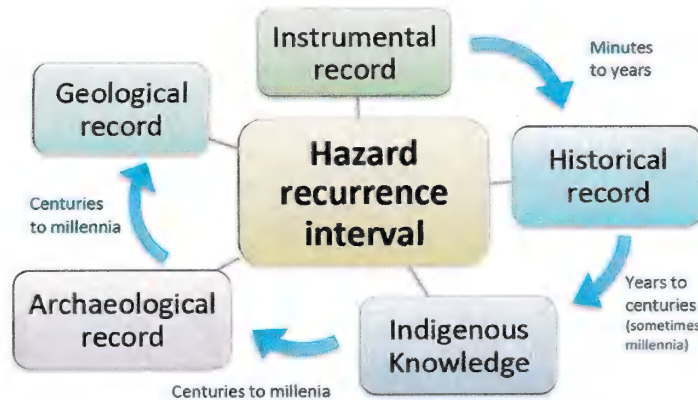 Instrumental
record
Minutes
to years
Geological
record
Hazard
recurrence
interval
Historical
record
Centuries
to millennia
Years to
centuries
(sometimes
millennia)
Archaeological
record
Indigenous
Knowledge
Centuries to millenia